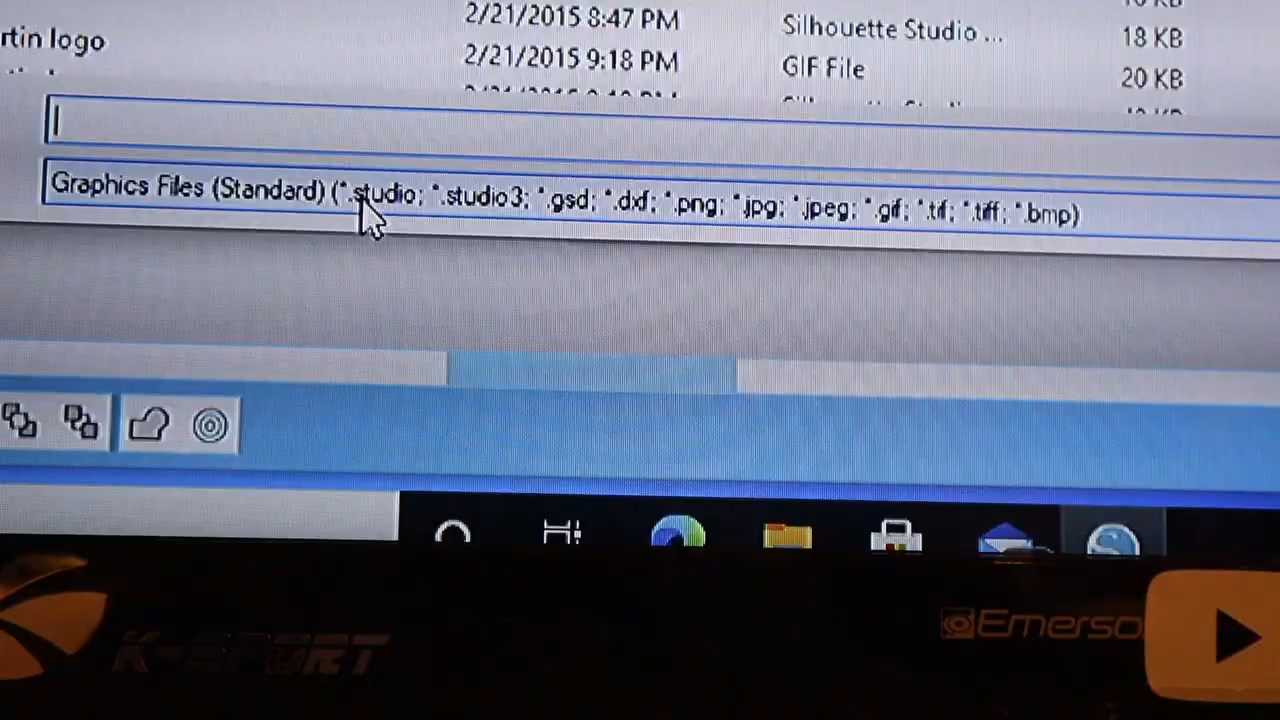 2/21/2015 8:47 PM Silhouette Studio ... 18 KB
rtin logo 2/21/2015 9:18 PM GIF File 20 KB
Graphics Files (Standard) (*.studio; *.studio3; *.gsd; *.dxf; *.png; *.jpg; *.jpeg; *.gif; *.tif; *.tiff; *.bmp)
K-SPORT
Emerso